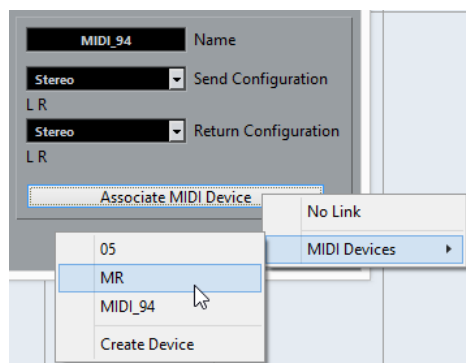 MIDI_94 Name
Stereo Send Configuration
L R
Stereo Return Configuration
L R
Associate MIDI Device
No Link
MIDI Devices
05
MR
MIDI_94
Create Device